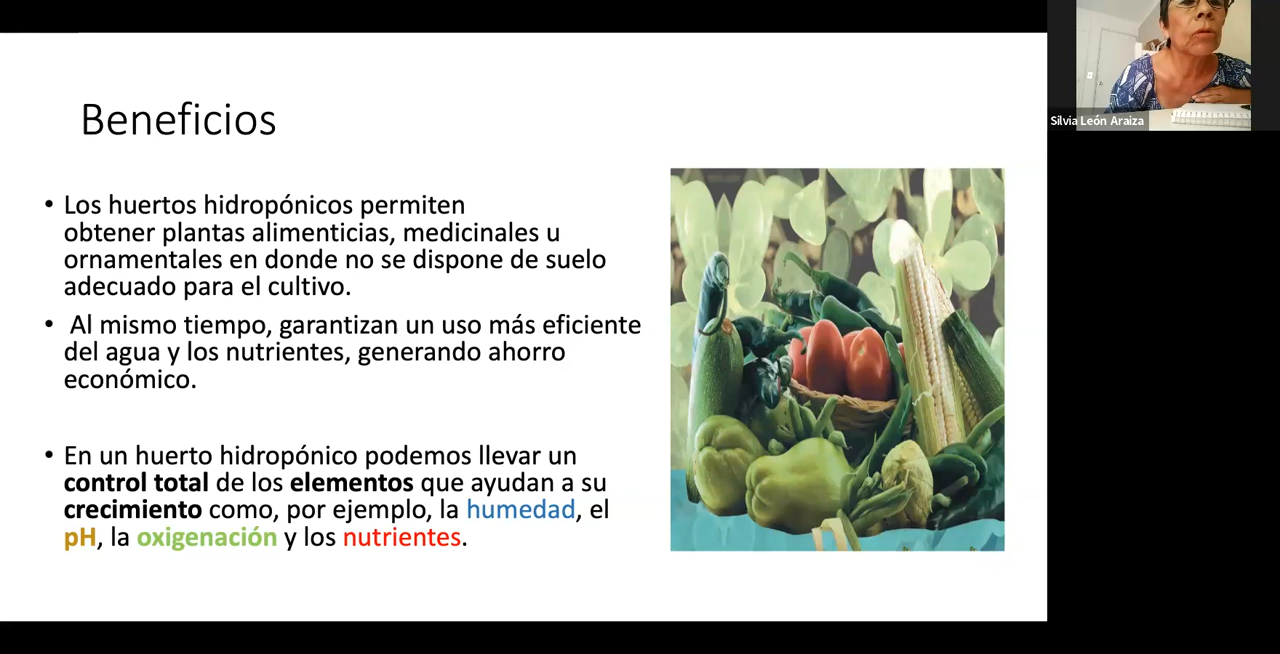 Beneficios
• Los huertos hidropónicos permiten
obtener plantas alimenticias, medicinales u
ornamentales en donde no se dispone de suelo
adecuado para el cultivo.
• Al mismo tiempo, garantizan un uso más eficiente
del agua y los nutrientes, generando ahorro
económico.
• En un huerto hidropónico podemos llevar un
control total de los elementos que ayudan a su
crecimiento como, por ejemplo, la humedad, el
pH, la oxigenación y los nutrientes.
Silvia León Araiza